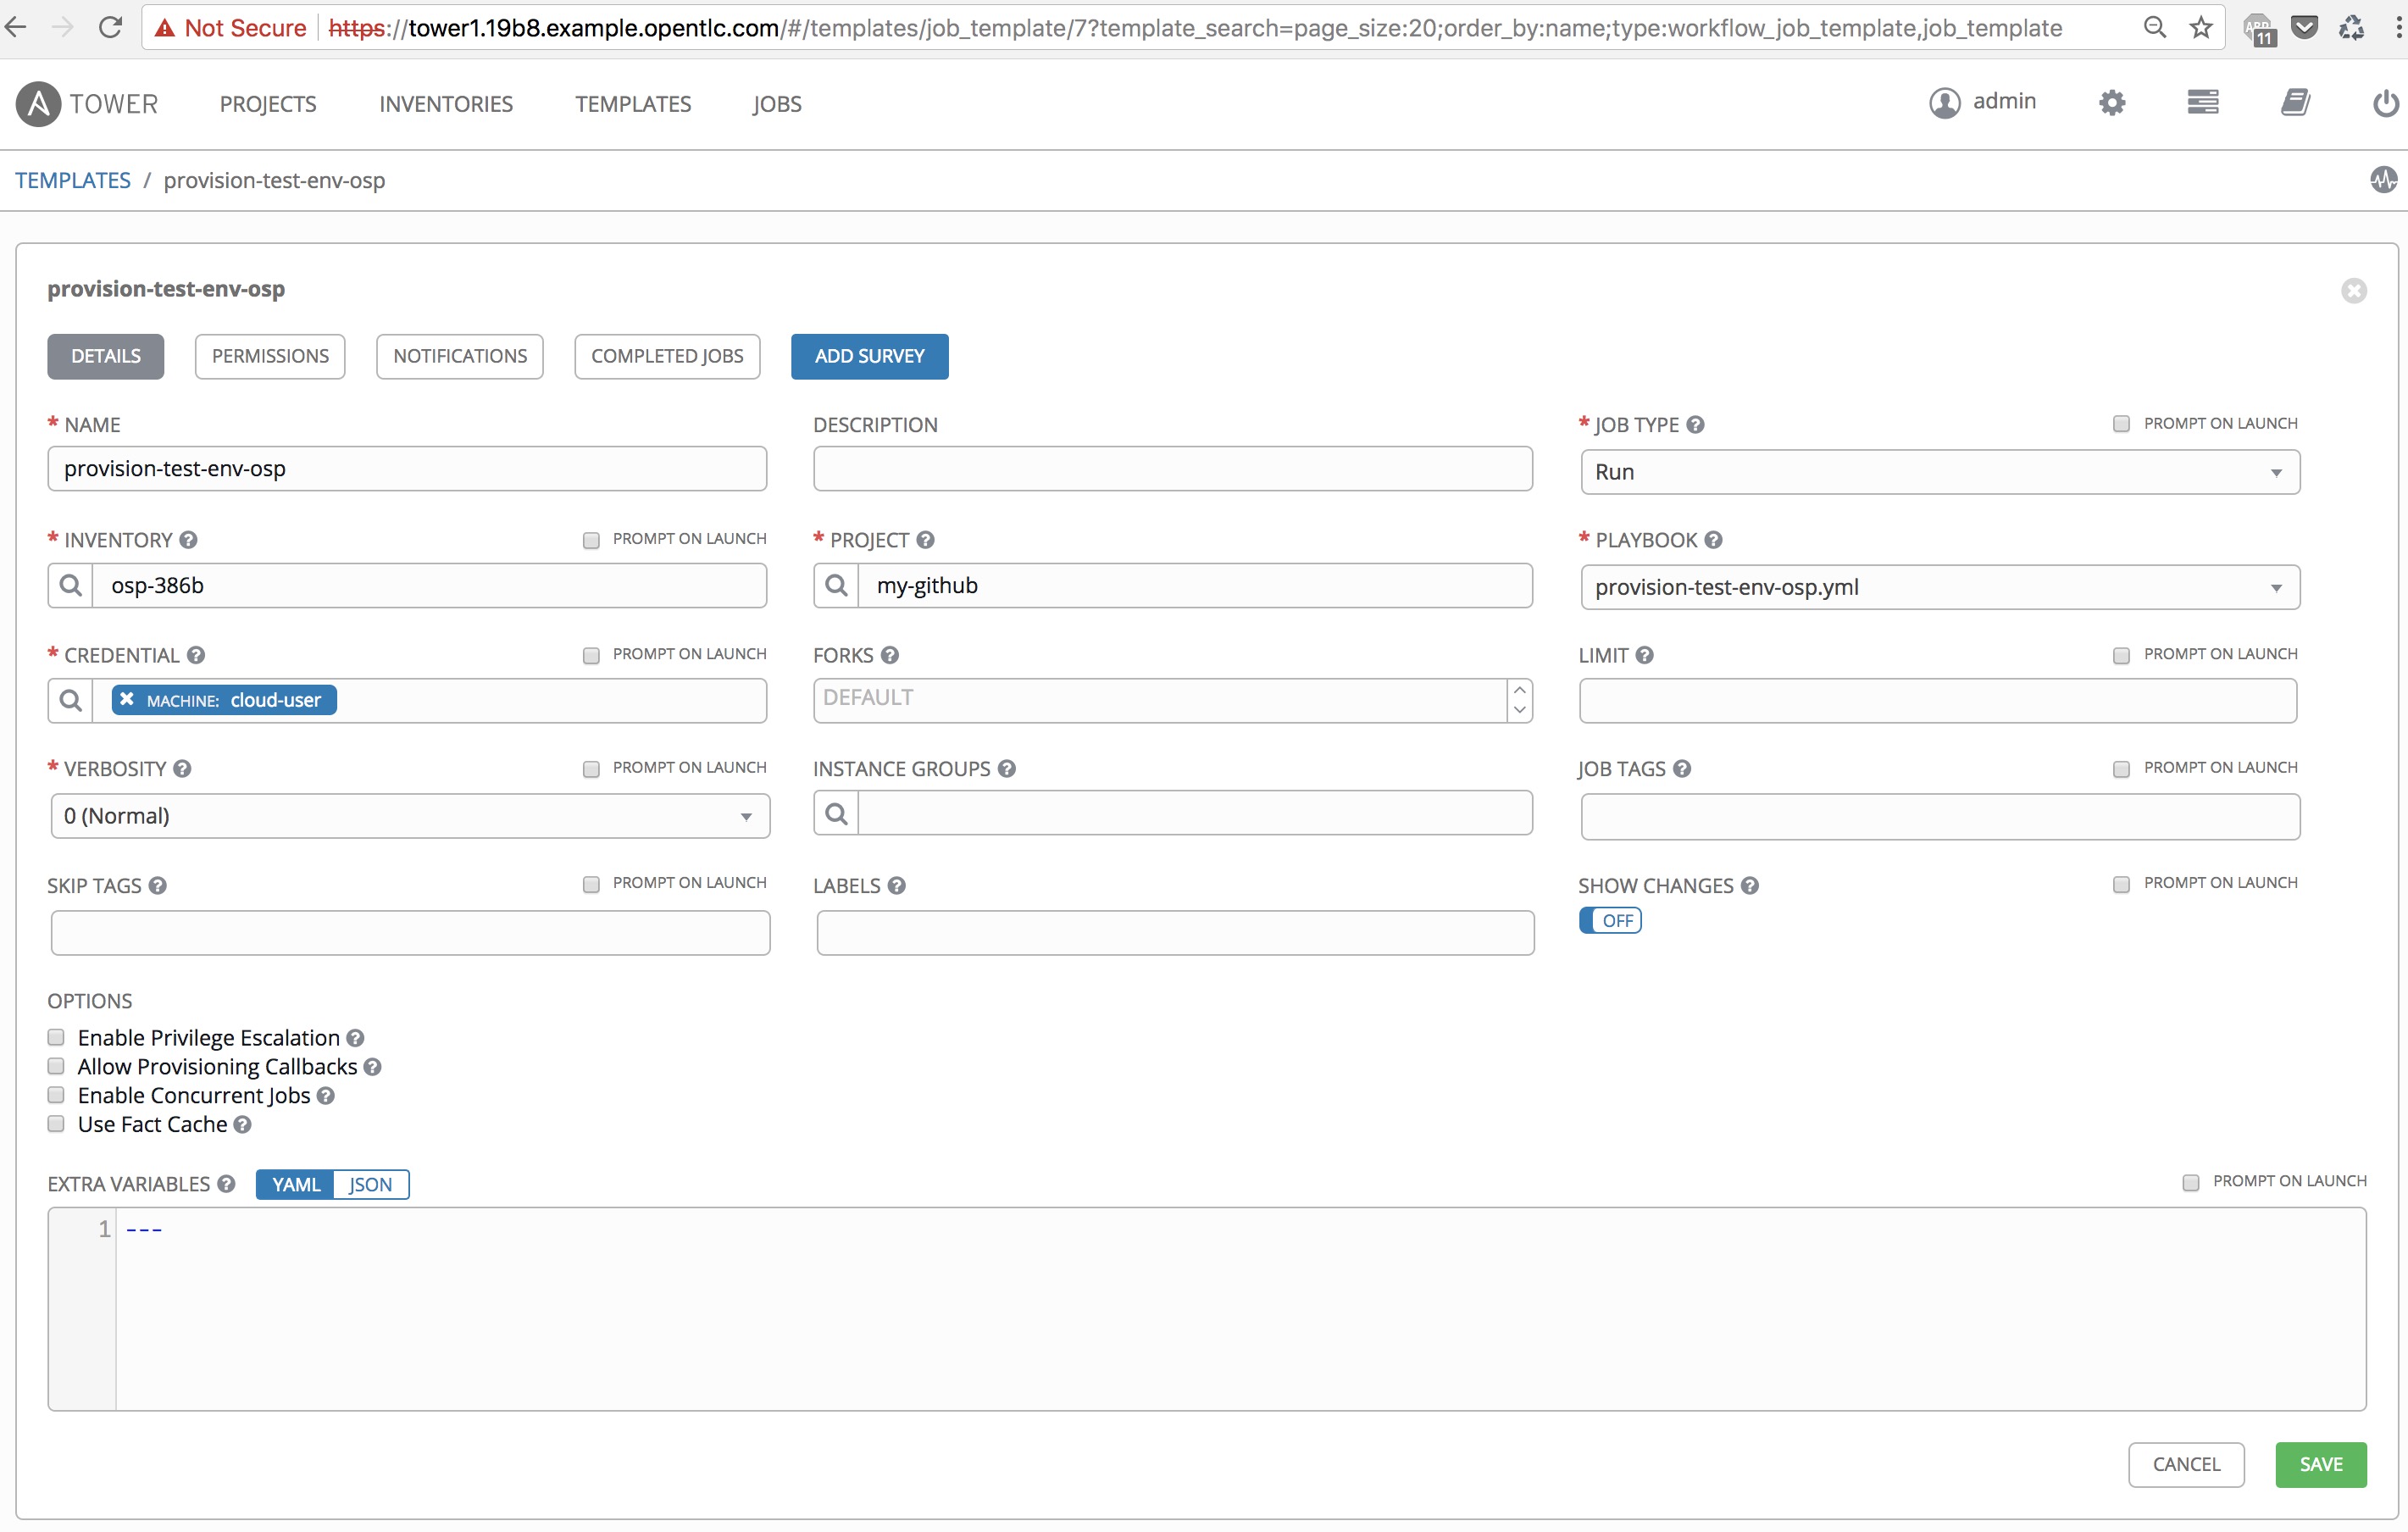 Not Secure https://tower1.19b8.example.opentlc.com/#/templates/job_template/7?template_search=page_size:20;order_by:name;type:workflow_job_template,job_template ABP 11
A TOWER PROJECTS INVENTORIES TEMPLATES JOBS admin
TEMPLATES / provision-test-env-osp
provision-test-env-osp
DETAILS PERMISSIONS NOTIFICATIONS COMPLETED JOBS ADD SURVEY
* NAME DESCRIPTION * JOB TYPE ? PROMPT ON LAUNCH
provision-test-env-osp Run
* INVENTORY ? PROMPT ON LAUNCH * PROJECT ? * PLAYBOOK ?
osp-386b my-github provision-test-env-osp.yml
* CREDENTIAL ? PROMPT ON LAUNCH FORKS ? LIMIT ? PROMPT ON LAUNCH
MACHINE: cloud-user DEFAULT
* VERBOSITY ? PROMPT ON LAUNCH INSTANCE GROUPS ? JOB TAGS ? PROMPT ON LAUNCH
0 (Normal)
SKIP TAGS ? PROMPT ON LAUNCH LABELS ? SHOW CHANGES ? PROMPT ON LAUNCH
OFF
OPTIONS
Enable Privilege Escalation ?
Allow Provisioning Callbacks ?
Enable Concurrent Jobs ?
Use Fact Cache ?
EXTRA VARIABLES ? YAML JSON PROMPT ON LAUNCH
1 ---
CANCEL SAVE